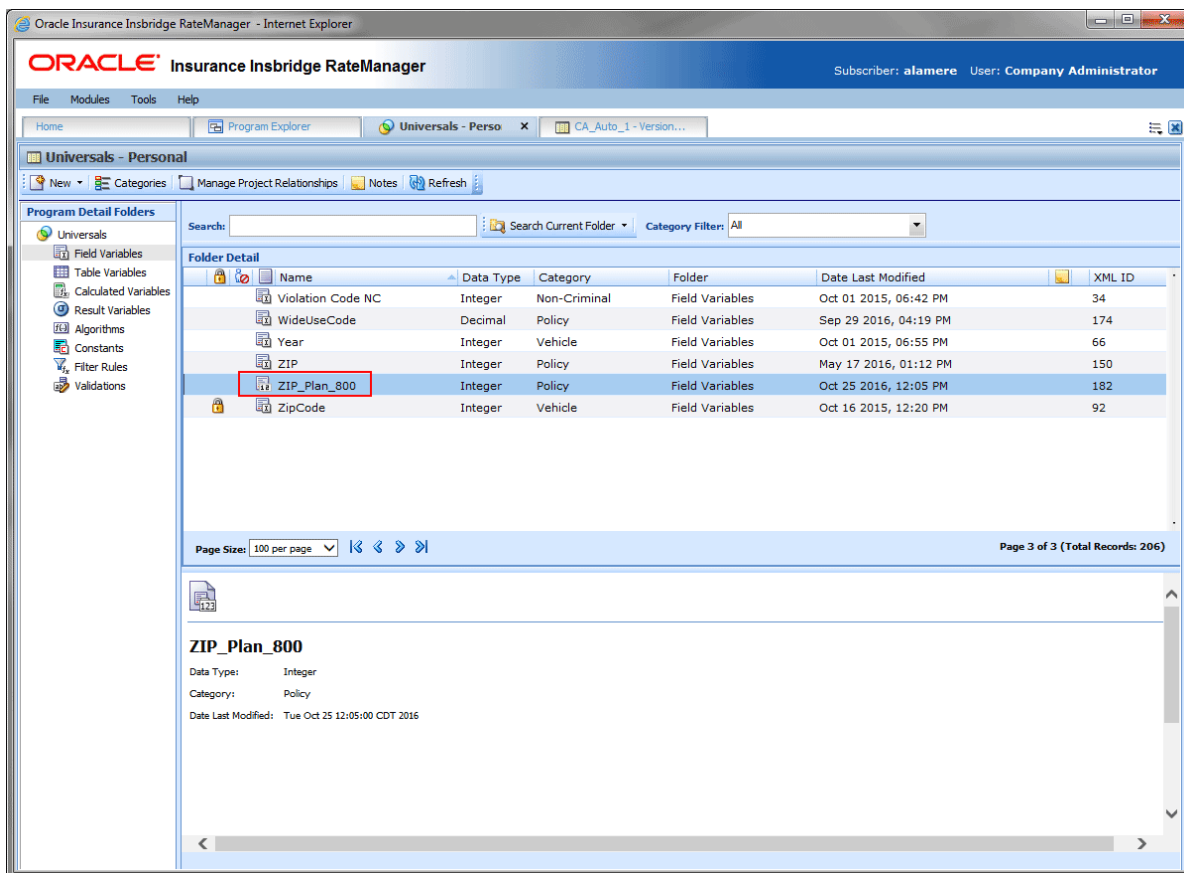 Oracle Insurance Insbridge RateManager - Internet Explorer
ORACLE Insurance Insbridge RateManager
Subscriber: alamere User: Company Administrator
File Modules Tools Help
Home Program Explorer Universals - Perso x CA_Auto_1 - Version...
Universals - Personal
New Categories Manage Project Relationships Notes Refresh
Program Detail Folders
Universals
Field Variables
Table Variables
Calculated Variables
Result Variables
Algorithms
Constants
Filter Rules
Validations
Search: Search Current Folder Category Filter: All
Folder Detail
Name Data Type Category Folder Date Last Modified XML ID
Violation Code NC Integer Non-Criminal Field Variables Oct 01 2015, 06:42 PM 34
WideUseCode Decimal Policy Field Variables Sep 29 2016, 04:19 PM 174
Year Integer Vehicle Field Variables Oct 01 2015, 06:55 PM 66
ZIP Integer Policy Field Variables May 17 2016, 01:12 PM 150
ZIP_Plan_800 Integer Policy Field Variables Oct 25 2016, 12:05 PM 182
ZipCode Integer Vehicle Field Variables Oct 16 2015, 12:20 PM 92
Page Size: 100 per page Page 3 of 3 (Total Records: 206)
123
ZIP_Plan_800
Data Type: Integer
Category: Policy
Date Last Modified: Tue Oct 25 12:05:00 CDT 2016